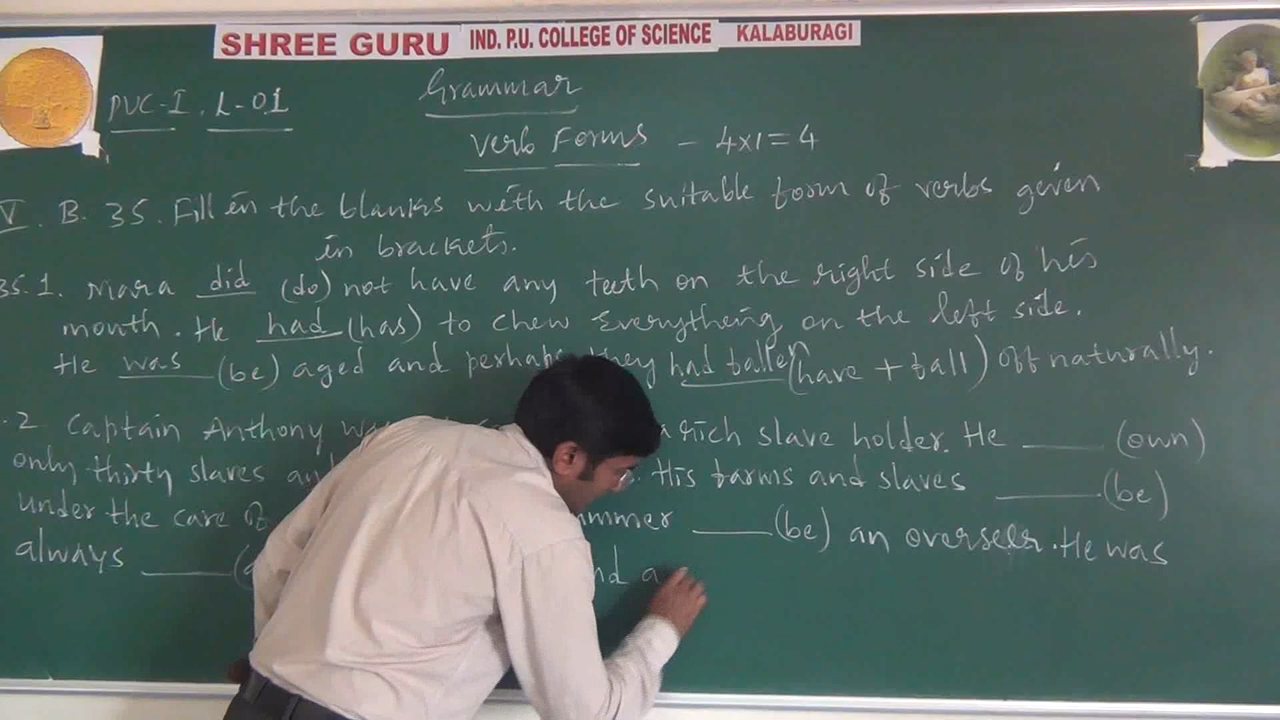 SHREE GURU IND. P.U. COLLEGE OF SCIENCE KALABURAGI
PUC-I. L-01
Grammar
Verb Forms - 4x1=4
V. B. 35. Fill in the blanks with the suitable form of verbs given
in brackets.
35.1. Mara did (do) not have any teeth on the right side of his
mouth. He had (has) to chew everything on the left side.
He was (be) aged and perhaps they had fallen (have + fall) off naturally.
.2 Captain Anthony a rich slave holder. He ____ (own)
only thirty slaves . His farms and slaves ____ (be)
under the care of ____ (be) an overseer. He was
always ____ (